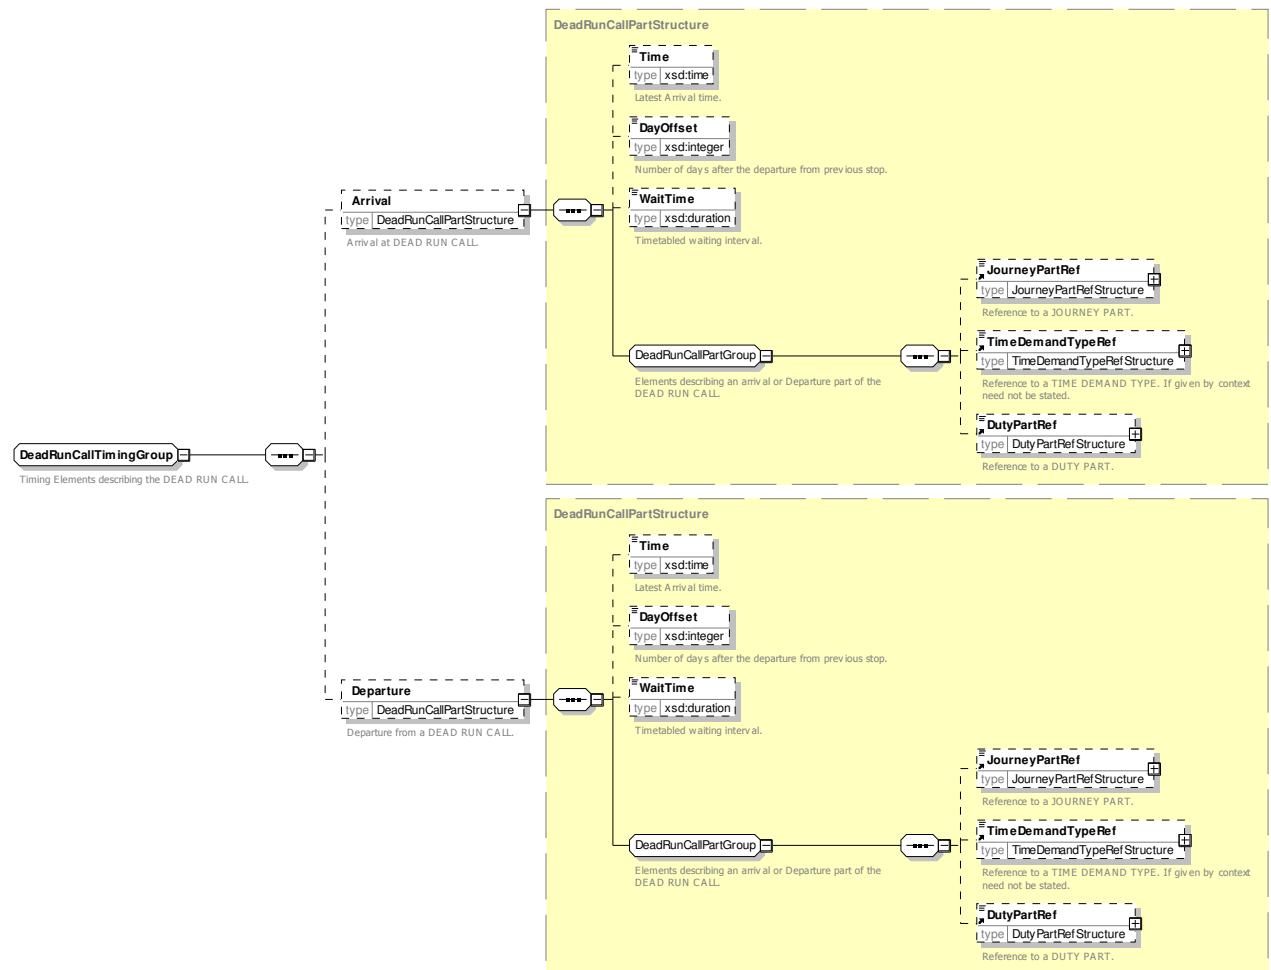 DeadRunCallPartStructure
Time
type xsd:time
Latest Arrival time.
DayOffset
type xsd:integer
Number of days after the departure from previous stop.
WaitTime
type xsd:duration
Timetabled waiting interval.
Arrival
type DeadRunCallPartStructure
Arrival at DEAD RUN CALL.
JourneyPartRef
type JourneyPartRefStructure
Reference to a JOURNEY PART.
DeadRunCallPartGroup
Elements describing an arrival or Departure part of the
DEAD RUN CALL.
TimeDemandTypeRef
type TimeDemandTypeRefStructure
Reference to a TIME DEMAND TYPE. If given by context
need not be stated.
DutyPartRef
type DutyPartRefStructure
Reference to a DUTY PART.
DeadRunCallTimingGroup
Timing Elements describing the DEAD RUN CALL.
DeadRunCallPartStructure
Time
type xsd:time
Latest Arrival time.
DayOffset
type xsd:integer
Number of days after the departure from previous stop.
WaitTime
type xsd:duration
Timetabled waiting interval.
Departure
type DeadRunCallPartStructure
Departure from a DEAD RUN CALL.
JourneyPartRef
type JourneyPartRefStructure
Reference to a JOURNEY PART.
DeadRunCallPartGroup
Elements describing an arrival or Departure part of the
DEAD RUN CALL.
TimeDemandTypeRef
type TimeDemandTypeRefStructure
Reference to a TIME DEMAND TYPE. If given by context
need not be stated.
DutyPartRef
type DutyPartRefStructure
Reference to a DUTY PART.